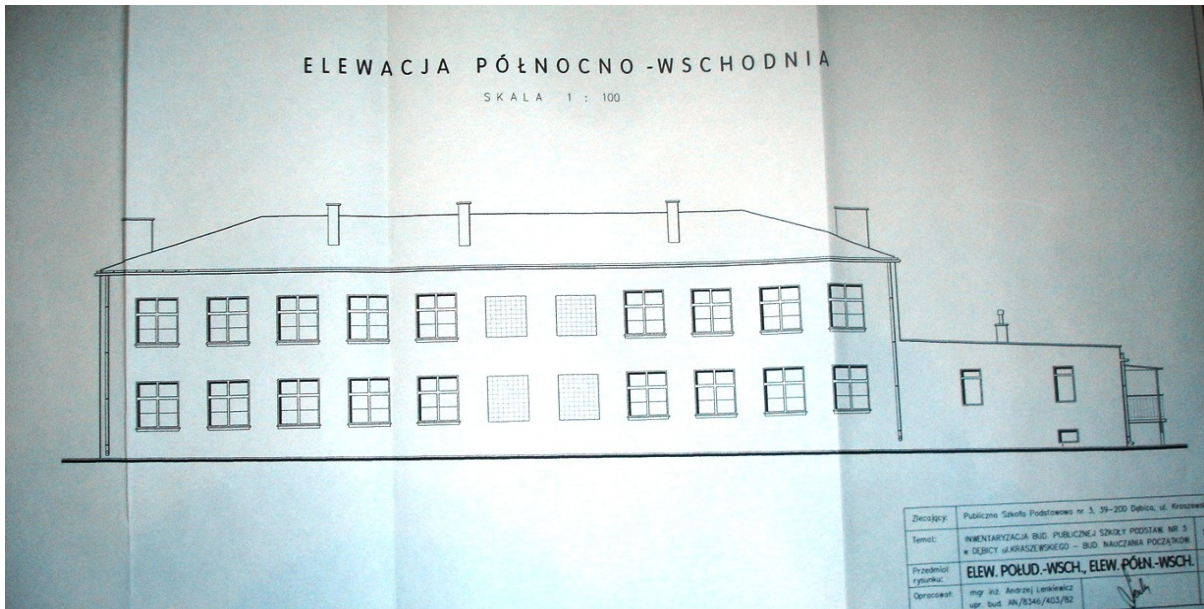 ELEWACJA PÓŁNOCNO-WSCHODNIA
SKALA 1 : 100
Zlecający: Publiczna Szkoła Podstawowa nr 3, 39-200 Dębica, ul.
Temat: INWENTARYZACJA BUD. PUBLICZNEJ SZKOŁY PODSTAW. NR 3
w DĘBICY ul.KRASZEWSKIEGO - BUD. NAUCZANIA POCZĄTKOW.
Przedmiot rysunku: ELEW. POŁUD.-WSCH., ELEW. PÓŁN.-WSCH.
Opracował: mgr inż. Andrzej Lenkiewicz
upr. bud. AN/8346/403/82